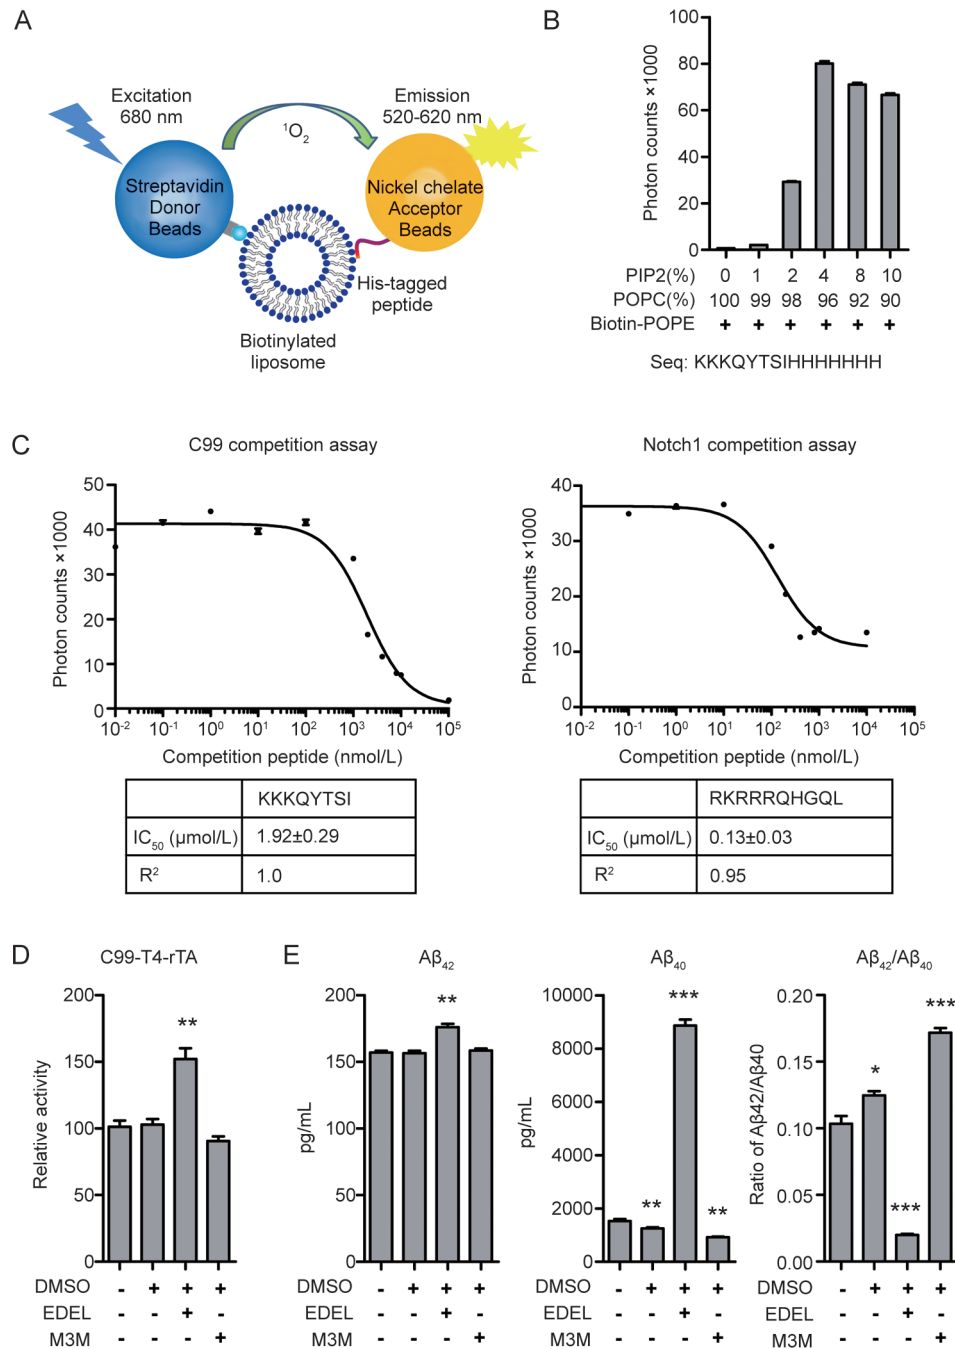 A
Excitation
680 nm
¹O₂
Emission
520-620 nm
Streptavidin
Donor
Beads
Nickel chelate
Acceptor
Beads
His-tagged
peptide
Biotinylated
liposome
B
Photon counts ×1000
100
80
60
40
20
0
PIP2(%) 0 1 2 4 8 10
POPC(%) 100 99 98 96 92 90
Biotin-POPE + + + + + +
Seq: KKKQYTSIHHHHHHH
C
C99 competition assay
Photon counts ×1000
50
40
30
20
10
0
10⁻² 10⁻¹ 10⁰ 10¹ 10² 10³ 10⁴ 10⁵
Competition peptide (nmol/L)
KKKQYTSI
IC₅₀ (μmol/L) 1.92±0.29
R² 1.0
Notch1 competition assay
Photon counts ×1000
40
30
20
10
0
10⁻² 10⁻¹ 10⁰ 10¹ 10² 10³ 10⁴ 10⁵
Competition peptide (nmol/L)
RKRRRQHGQL
IC₅₀ (μmol/L) 0.13±0.03
R² 0.95
D
C99-T4-rTA
Relative activity
200
150
100
50
0
**
DMSO - + + +
EDEL - - + -
M3M - - - +
E
Aβ₄₂
pg/mL
200
150
100
50
0
**
DMSO - + + +
EDEL - - + -
M3M - - - +
Aβ₄₀
pg/mL
10000
8000
6000
4000
2000
0
** *** **
DMSO - + + +
EDEL - - + -
M3M - - - +
Aβ₄₂/Aβ₄₀
Ratio of Aβ42/Aβ40
0.20
0.15
0.10
0.05
0.00
* *** ***
DMSO - + + +
EDEL - - + -
M3M - - - +